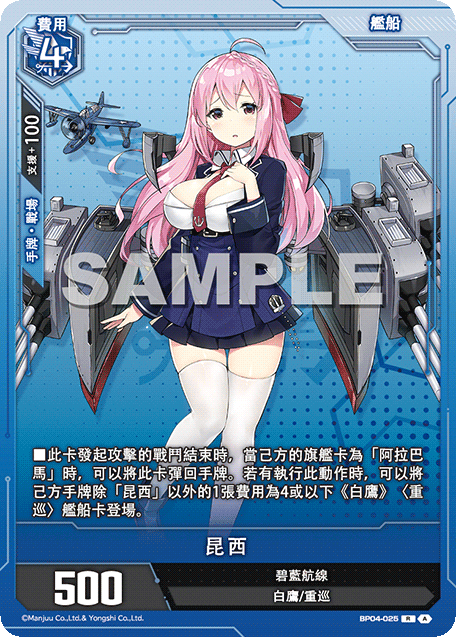 費用
4
艦船
支援+100
手牌・戰場
SAMPLE
■此卡發起攻擊的戰鬥結束時，當己方的旗艦卡為「阿拉巴
馬」時，可以將此卡彈回手牌。若有執行此動作時，可以將
己方手牌除「昆西」以外的1張費用為4或以下《白鷹》〈重
巡〉艦船卡登場。
昆西
500
碧藍航線
白鷹/重巡
©Manjuu Co.,Ltd.& Yongshi Co.,Ltd.
BP04-025 R A